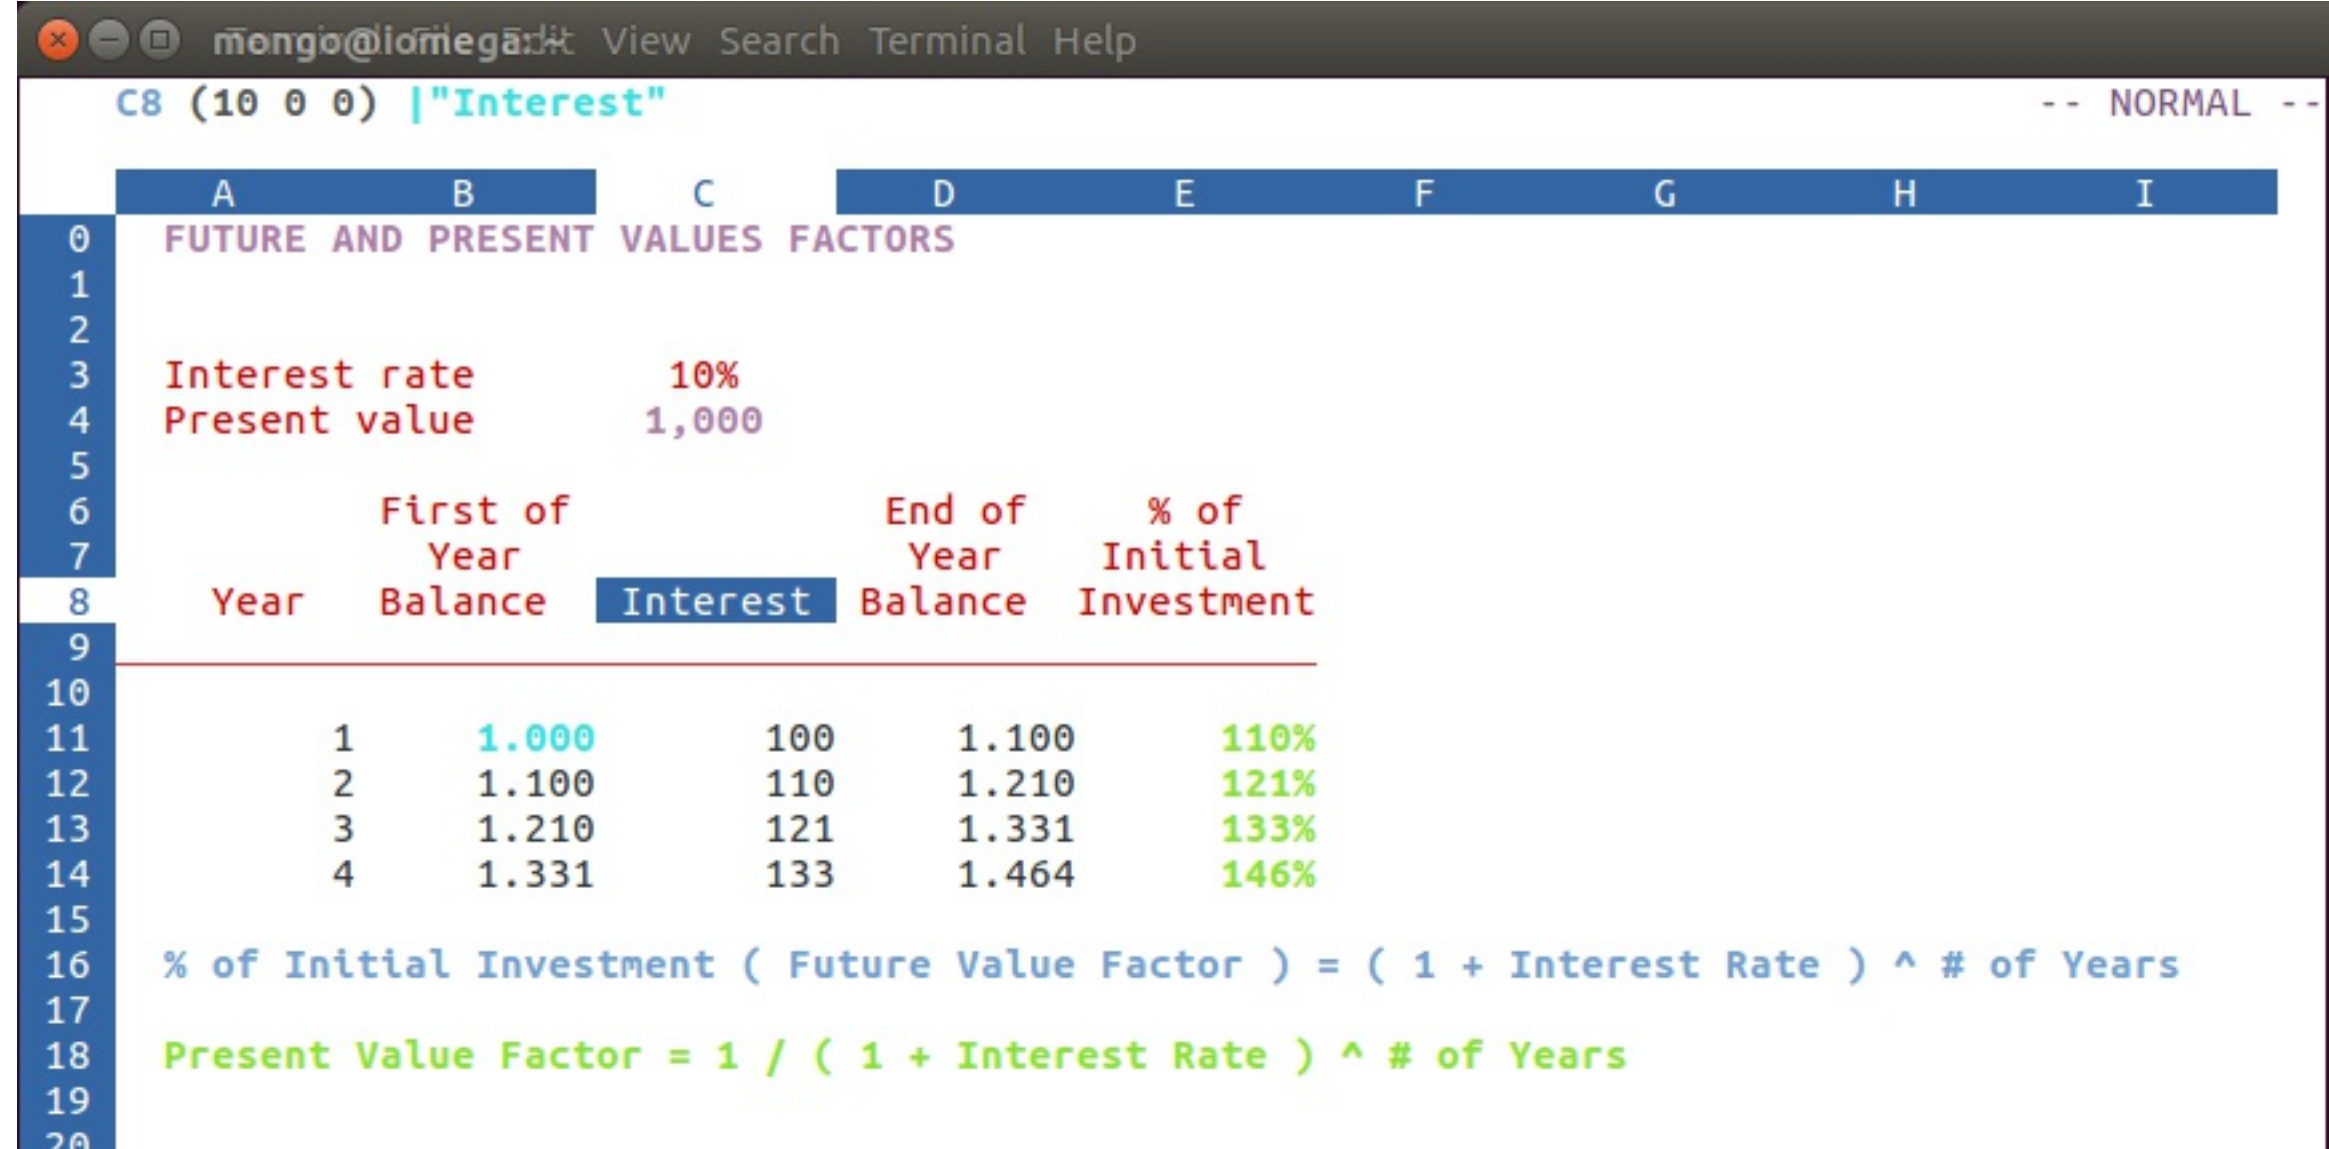 mongo@iomega: ~ View Search Terminal Help
C8 (10 0 0) |"Interest" -- NORMAL --
A B C D E F G H I
0 FUTURE AND PRESENT VALUES FACTORS
1
2
3 Interest rate 10%
4 Present value 1,000
5
6 First of End of % of
7 Year Year Initial
8 Year Balance Interest Balance Investment
9
10
11 1 1.000 100 1.100 110%
12 2 1.100 110 1.210 121%
13 3 1.210 121 1.331 133%
14 4 1.331 133 1.464 146%
15
16 % of Initial Investment ( Future Value Factor ) = ( 1 + Interest Rate ) ^ # of Years
17
18 Present Value Factor = 1 / ( 1 + Interest Rate ) ^ # of Years
19
20